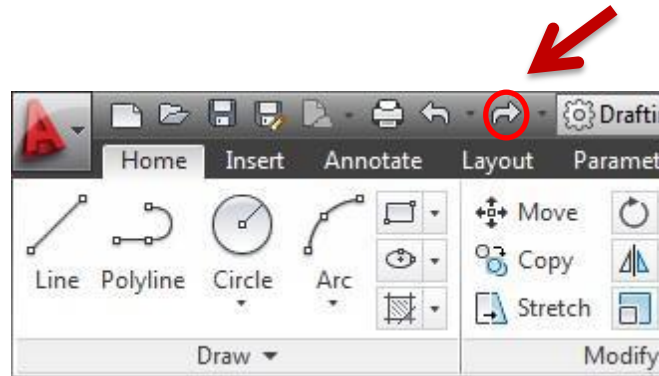 Drafti
Home Insert Annotate Layout Paramet
Move
Copy
Line Polyline Circle Arc
Stretch
Draw Modify